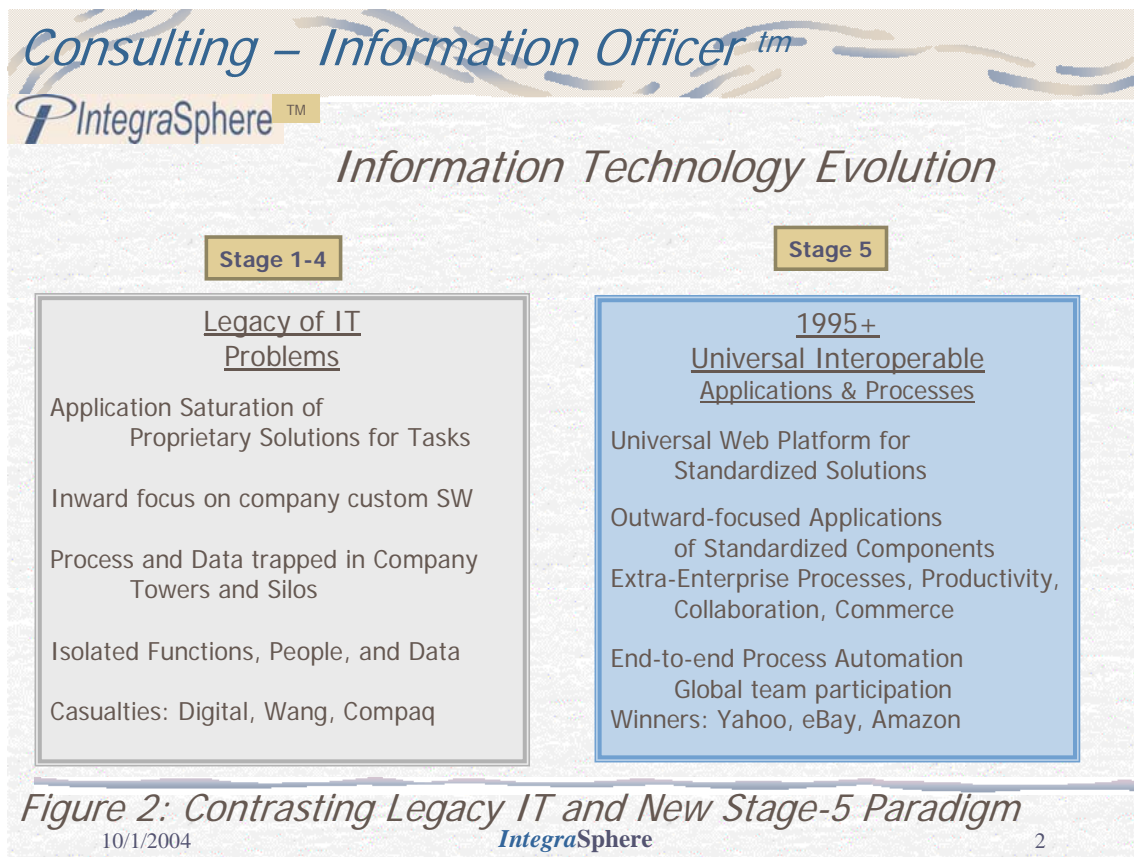 Consulting – Information Officer tm
IntegraSphere TM
Information Technology Evolution
Stage 1-4
Legacy of IT
Problems
Application Saturation of
Proprietary Solutions for Tasks
Inward focus on company custom SW
Process and Data trapped in Company
Towers and Silos
Isolated Functions, People, and Data
Casualties: Digital, Wang, Compaq
Stage 5
1995+
Universal Interoperable
Applications & Processes
Universal Web Platform for
Standardized Solutions
Outward-focused Applications
of Standardized Components
Extra-Enterprise Processes, Productivity,
Collaboration, Commerce
End-to-end Process Automation
Global team participation
Winners: Yahoo, eBay, Amazon
Figure 2: Contrasting Legacy IT and New Stage-5 Paradigm
10/1/2004 IntegraSphere 2